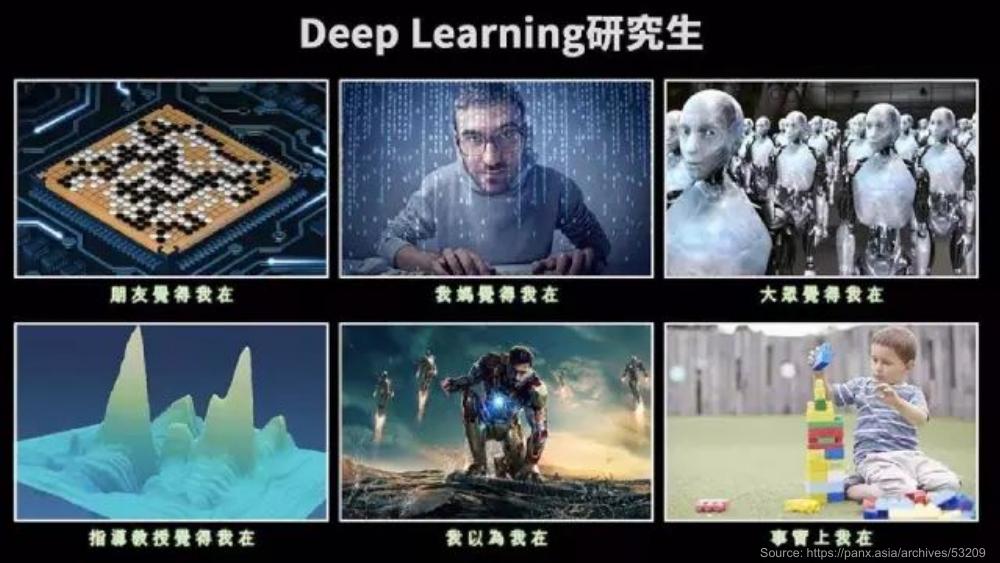 Deep Learning研究生
朋友覺得我在
我媽覺得我在
大眾覺得我在
指導教授覺得我在
我以為我在
事實上我在
Source: https://panx.asia/archives/53209